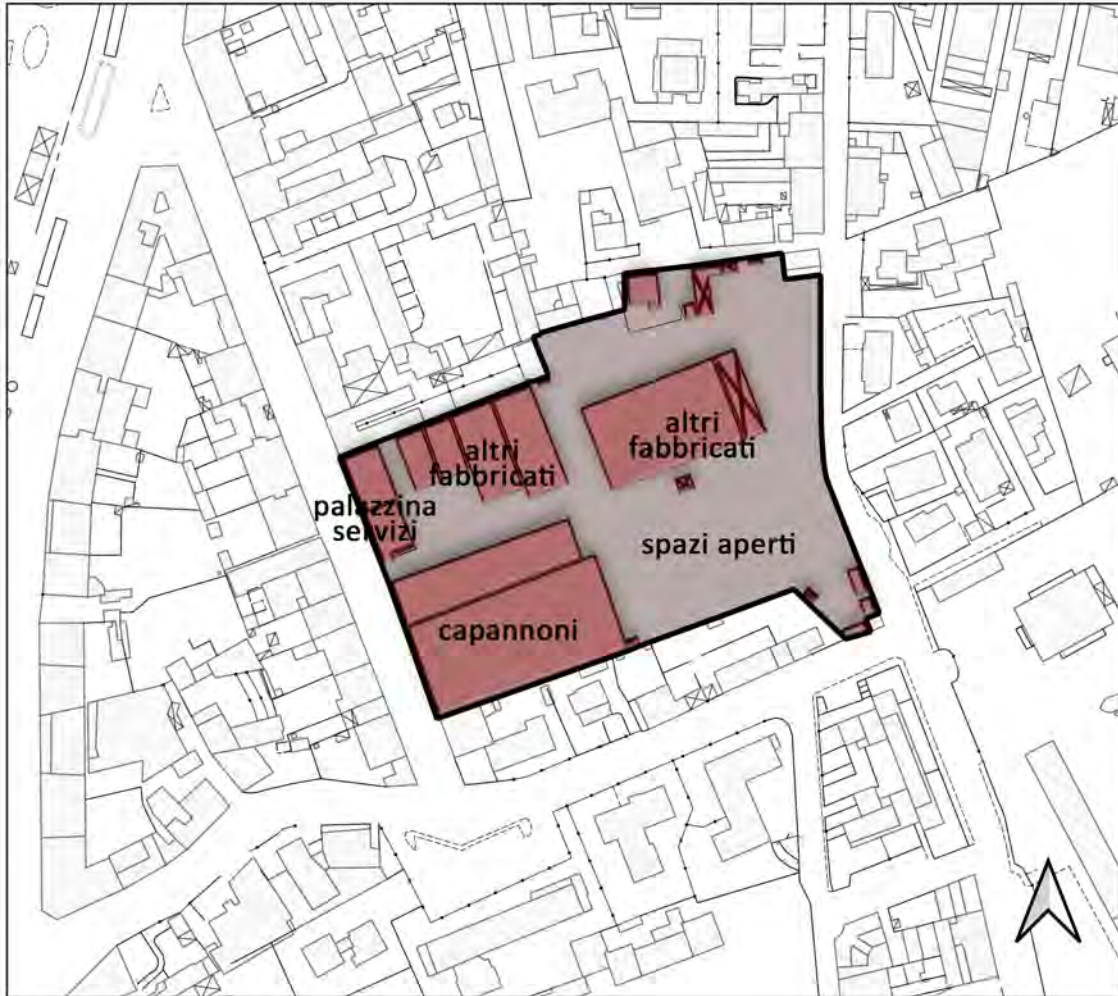 altri
fabbricati
altri
fabbricati
palazzina
servizi
spazi aperti
capannoni